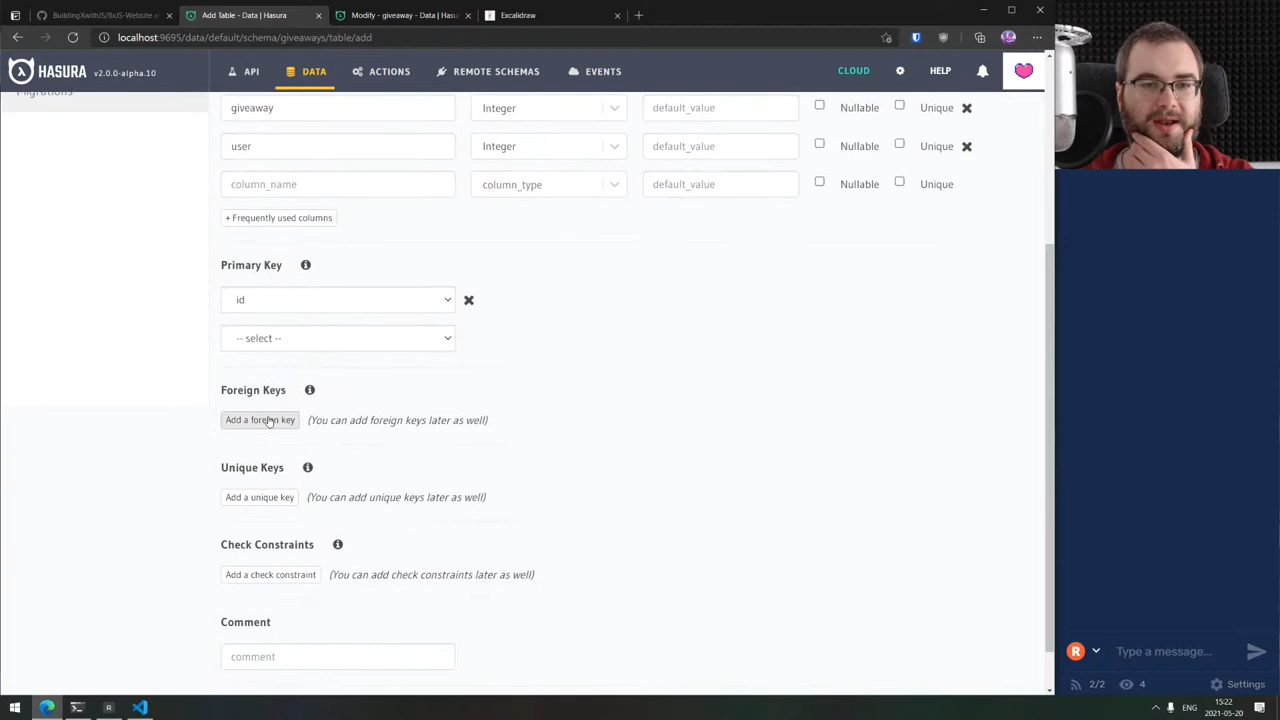 BuildingXwithJS/BxJS-Website
Add Table - Data | Hasura
Modify - giveaway - Data | Hasura
Excalidraw
localhost:9695/data/default/schema/giveaways/table/add
HASURA v2.0.0-alpha.10
API
DATA
ACTIONS
REMOTE SCHEMAS
EVENTS
CLOUD
HELP
Migrations
giveaway Integer default_value Nullable Unique
user Integer default_value Nullable Unique
column_name column_type default_value Nullable Unique
+ Frequently used columns
Primary Key
id
-- select --
Foreign Keys
Add a foreign key (You can add foreign keys later as well)
Unique Keys
Add a unique key (You can add unique keys later as well)
Check Constraints
Add a check constraint (You can add check constraints later as well)
Comment
comment
R Type a message...
2/2 4 Settings
ENG 15:22
2021-05-20